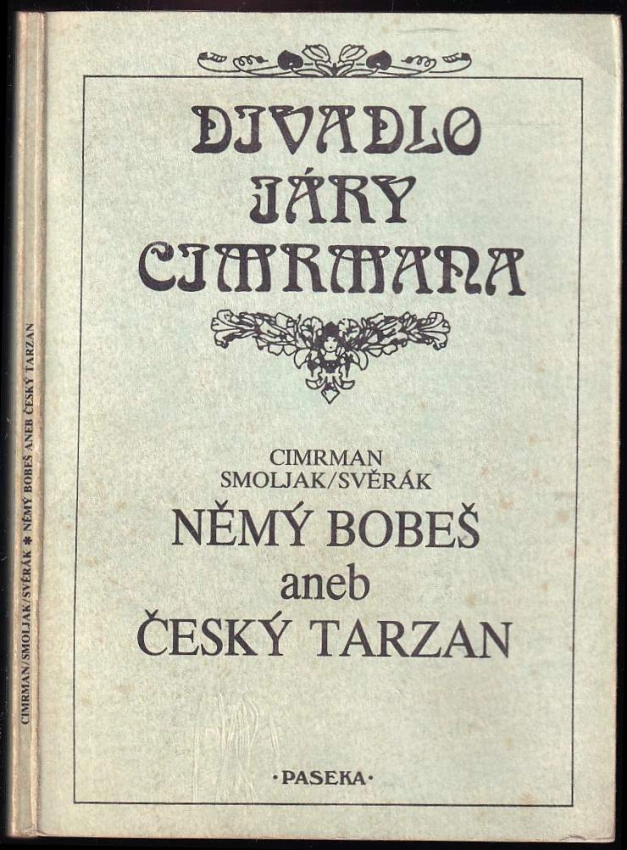 DIVADLO
JÁRY
CIMRMANA
CIMRMAN
SMOLJAK/SVĚRÁK
NĚMÝ BOBEŠ
aneb
ČESKÝ TARZAN
·PASEKA·
CIMRMAN/SMOLJAK/SVĚRÁK ✱ NĚMÝ BOBEŠ ANEB ČESKÝ TARZAN